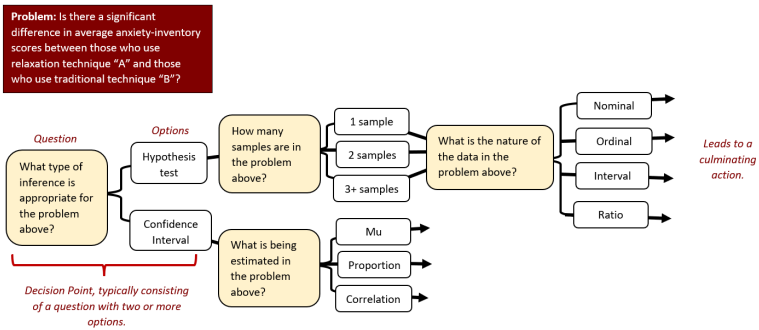 Problem: Is there a significant
difference in average anxiety-inventory
scores between those who use
relaxation technique “A” and those
who use traditional technique “B”?
Question
What type of
inference is
appropriate for
the problem
above?
Options
Hypothesis
test
Confidence
Interval
How many
samples are in
the problem
above?
1 sample
2 samples
3+ samples
What is the nature of
the data in the
problem above?
Nominal
Ordinal
Interval
Ratio
Leads to a
culminating
action.
What is being
estimated in
the problem
above?
Mu
Proportion
Correlation
Decision Point, typically consisting
of a question with two or more
options.